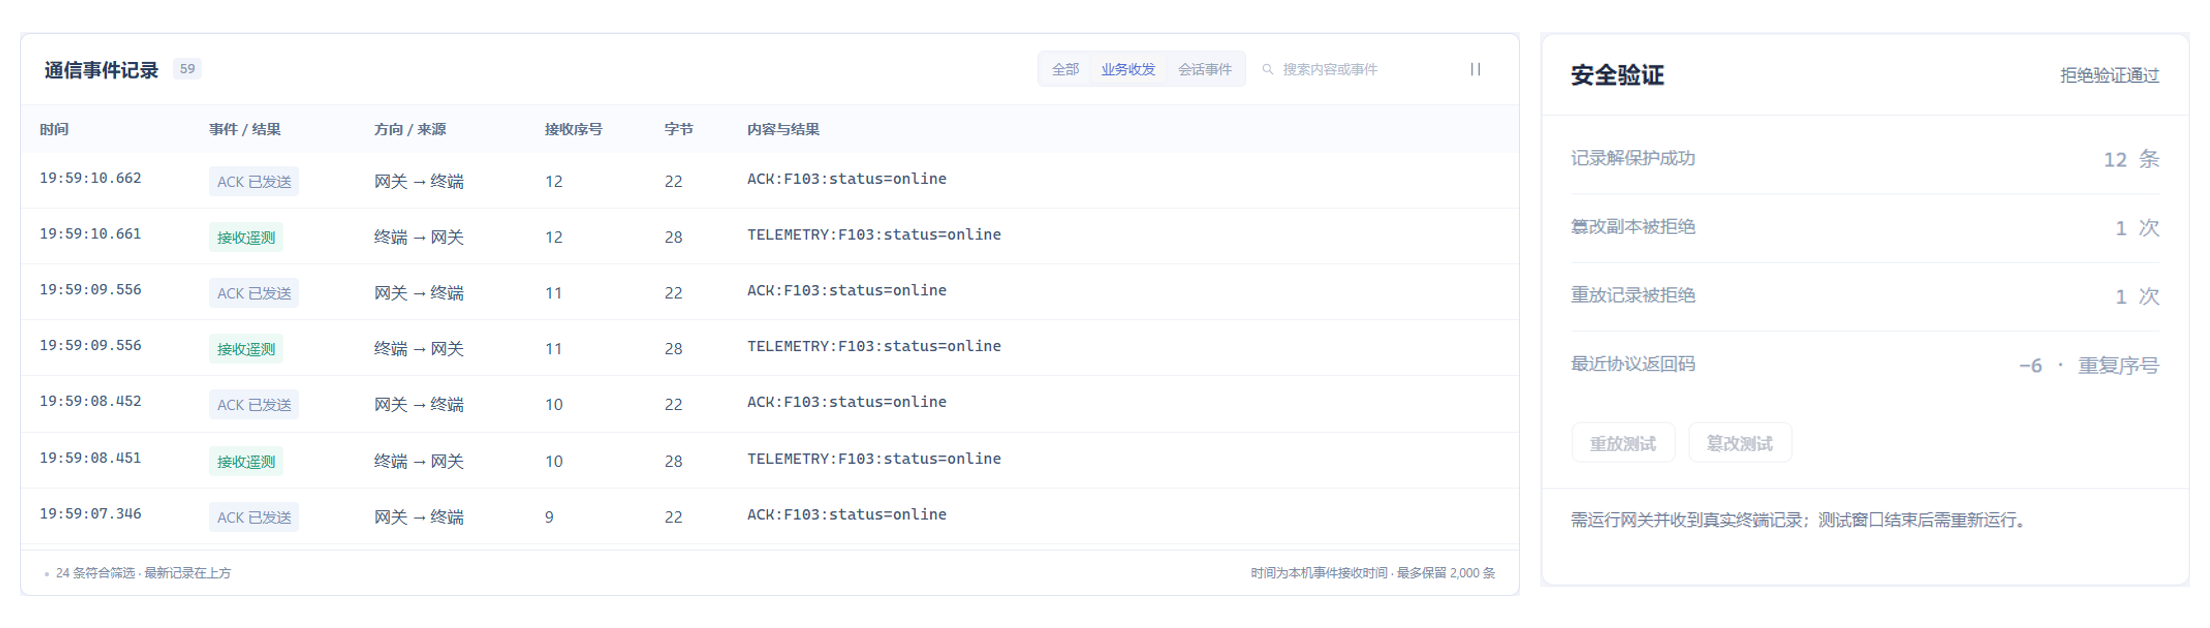 通信事件记录 59 全部 业务收发 会话事件 搜索内容或事件
时间 事件 / 结果 方向 / 来源 接收序号 字节 内容与结果
19:59:10.662 ACK 已发送 网关 → 终端 12 22 ACK:F103:status=online
19:59:10.661 接收遥测 终端 → 网关 12 28 TELEMETRY:F103:status=online
19:59:09.556 ACK 已发送 网关 → 终端 11 22 ACK:F103:status=online
19:59:09.556 接收遥测 终端 → 网关 11 28 TELEMETRY:F103:status=online
19:59:08.452 ACK 已发送 网关 → 终端 10 22 ACK:F103:status=online
19:59:08.451 接收遥测 终端 → 网关 10 28 TELEMETRY:F103:status=online
19:59:07.346 ACK 已发送 网关 → 终端 9 22 ACK:F103:status=online
24 条符合筛选 · 最新记录在上方 时间为本机事件接收时间 · 最多保留 2,000 条
安全验证 拒绝验证通过
记录解保护成功 12 条
篡改副本被拒绝 1 次
重放记录被拒绝 1 次
最近协议返回码 -6 · 重复序号
重放测试 篡改测试
需运行网关并收到真实终端记录；测试窗口结束后需重新运行。